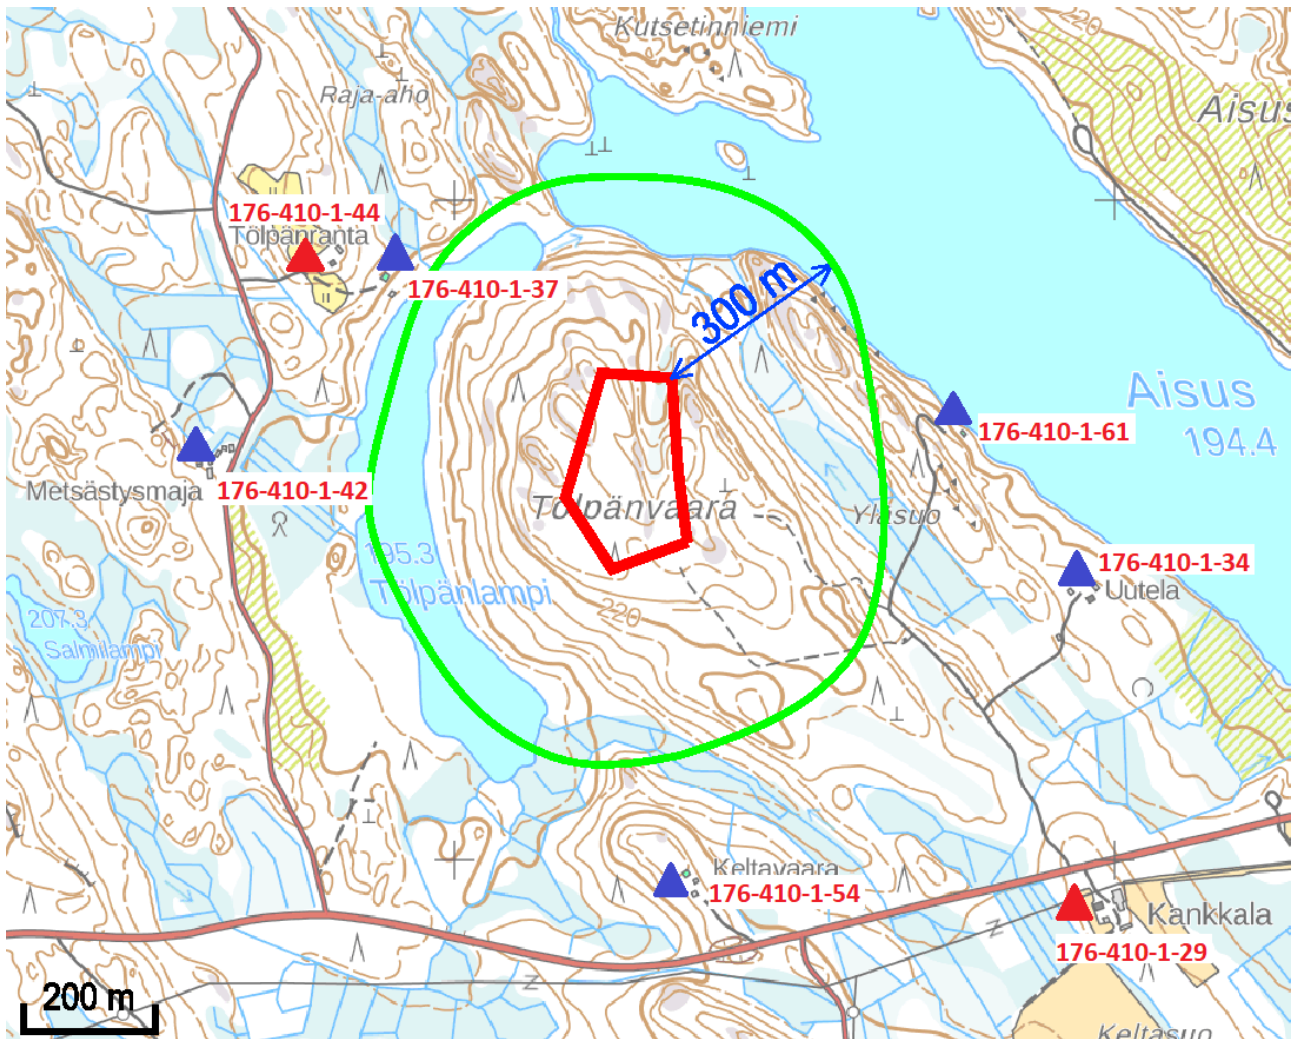 Kutsetinniemi
220
Raja-aho
Aisus
176-410-1-44
Tölpänranta
176-410-1-37
300 m
Aisus
194.4
176-410-1-61
Metsästysmaja
176-410-1-42
Tölpänvaara
Yläsuo
195.3
Tölpänlampi
176-410-1-34
Uutela
220
207.3
Salmilampi
Keltavaara
176-410-1-54
Kankkala
176-410-1-29
Z
Z
200 m
Keltasuo